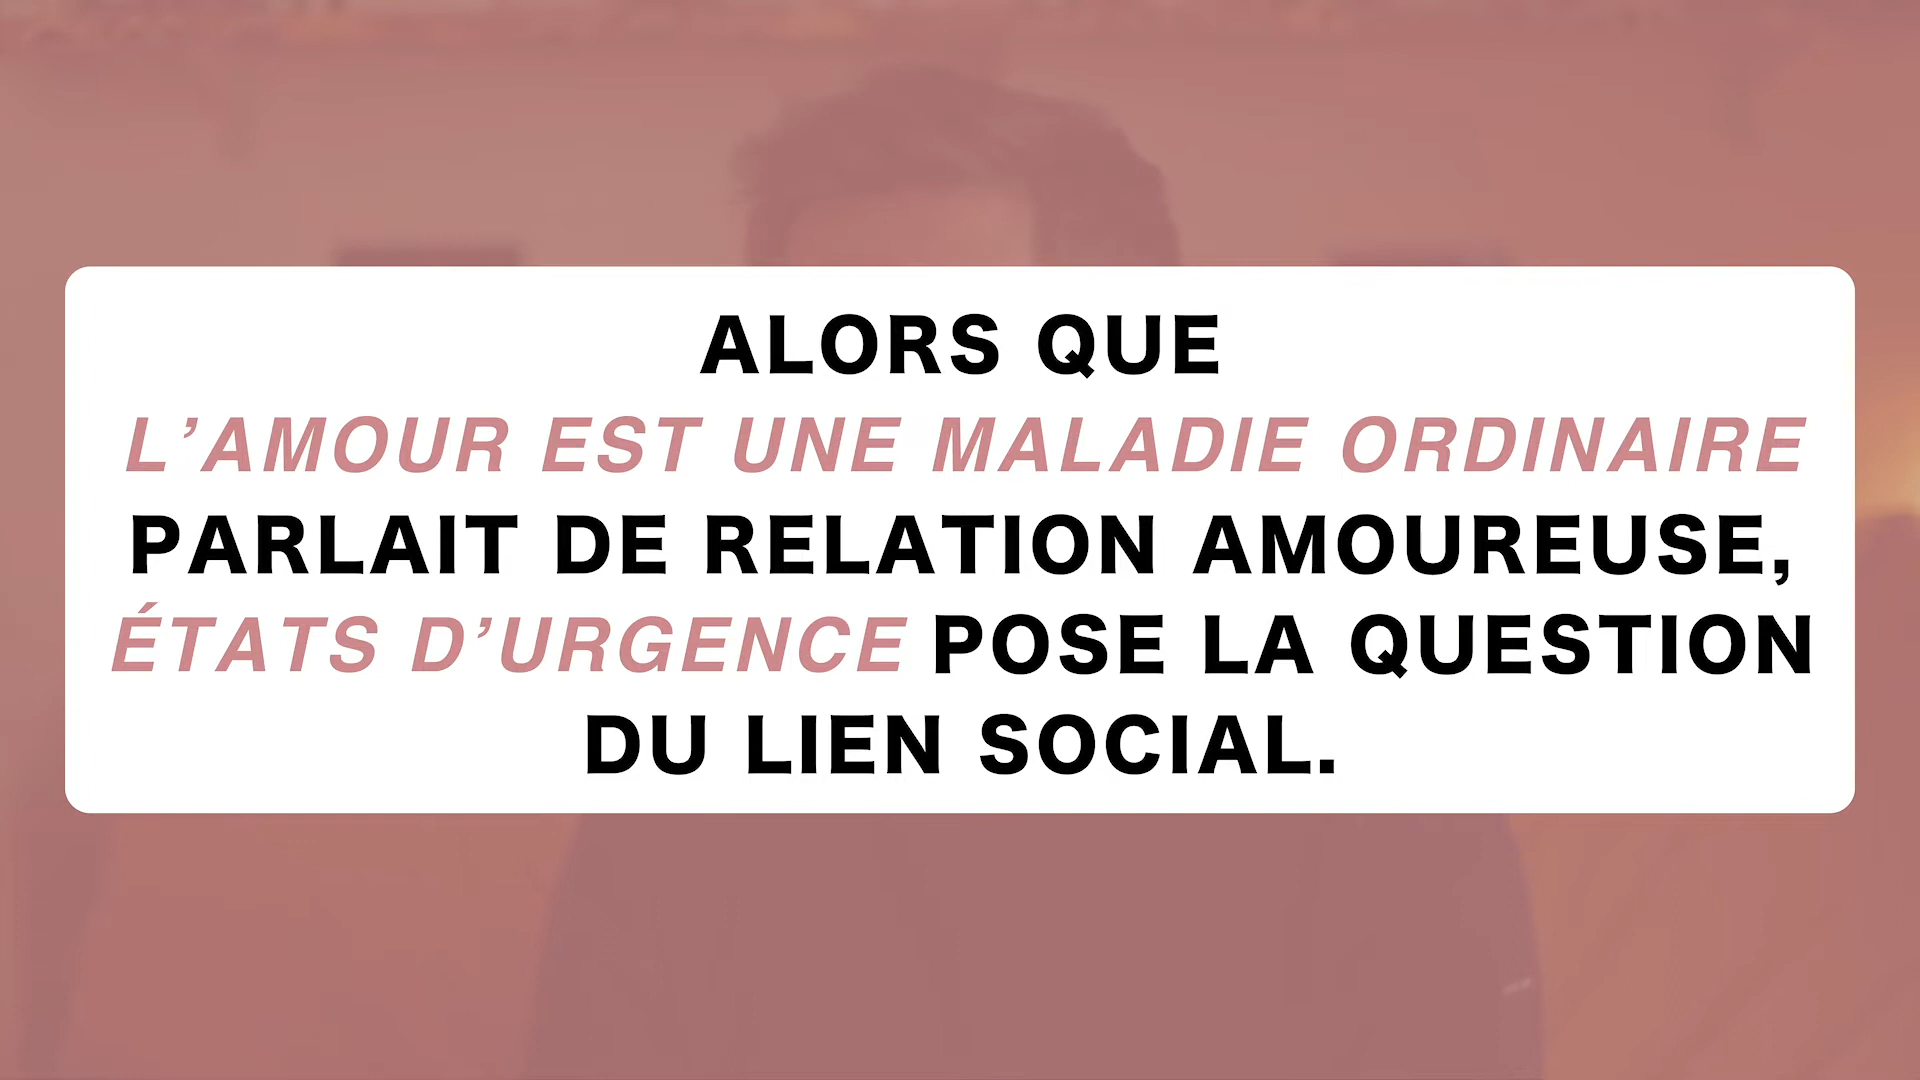 ALORS QUE
L’AMOUR EST UNE MALADIE ORDINAIRE
PARLAIT DE RELATION AMOUREUSE,
ÉTATS D’URGENCE POSE LA QUESTION
DU LIEN SOCIAL.